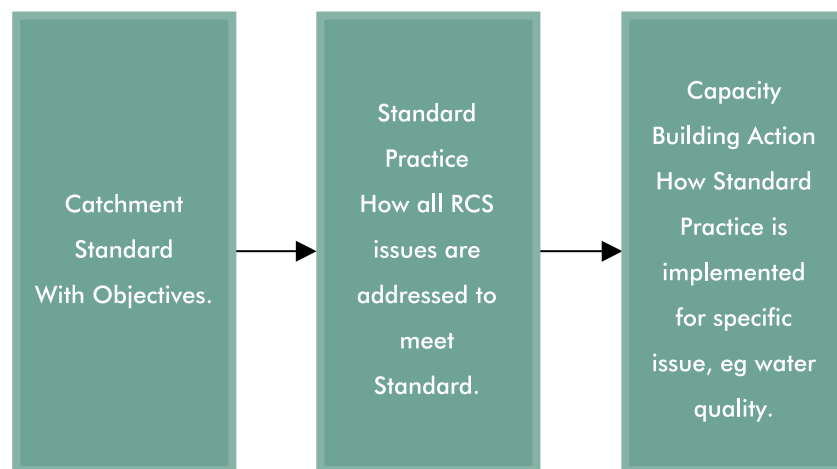 Catchment
Standard
With Objectives.
Standard
Practice
How all RCS
issues are
addressed to
meet
Standard.
Capacity
Building Action
How Standard
Practice is
implemented
for specific
issue, eg water
quality.